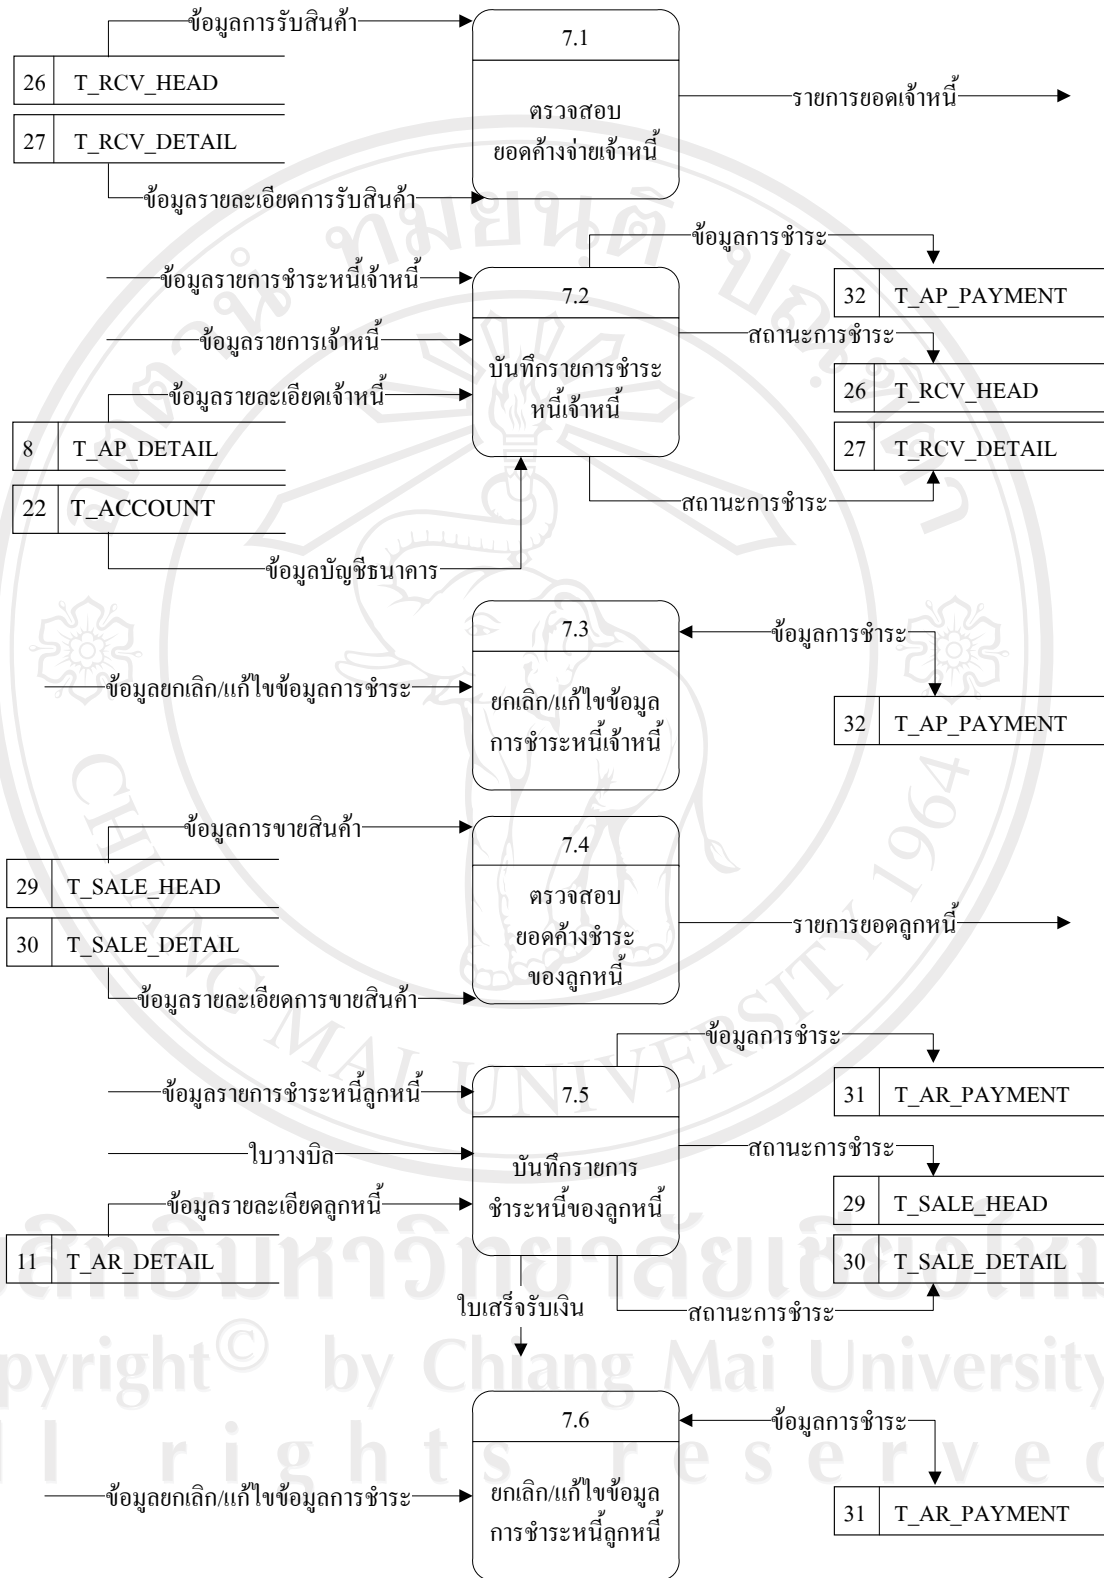 ข้อมูลการรับสินค้า
7.1
26 T_RCV_HEAD
รายการยอดเจ้าหนี้
ตรวจสอบ
27 T_RCV_DETAIL
ยอดค้างจ่ายเจ้าหนี้
ข้อมูลรายละเอียดการรับสินค้า
ข้อมูลการชำระ
ข้อมูลรายการชำระหนี้เจ้าหนี้
7.2
32 T_AP_PAYMENT
ข้อมูลรายการเจ้าหนี้
สถานะการชำระ
บันทึกรายการชำระ
หนี้เจ้าหนี้
ข้อมูลรายละเอียดเจ้าหนี้
26 T_RCV_HEAD
8 T_AP_DETAIL
27 T_RCV_DETAIL
22 T_ACCOUNT
สถานะการชำระ
ข้อมูลบัญชีธนาคาร
7.3
ข้อมูลการชำระ
ข้อมูลยกเลิก/แก้ไขข้อมูลการชำระ
ยกเลิก/แก้ไขข้อมูล
การชำระหนี้เจ้าหนี้
32 T_AP_PAYMENT
ข้อมูลการขายสินค้า
7.4
29 T_SALE_HEAD
ตรวจสอบ
ยอดค้างชำระ
ของลูกหนี้
รายการยอดลูกหนี้
30 T_SALE_DETAIL
ข้อมูลรายละเอียดการขายสินค้า
ข้อมูลการชำระ
ข้อมูลรายการชำระหนี้ลูกหนี้
7.5
31 T_AR_PAYMENT
ใบวางบิล
สถานะการชำระ
บันทึกรายการ
ชำระหนี้ของลูกหนี้
ข้อมูลรายละเอียดลูกหนี้
29 T_SALE_HEAD
11 T_AR_DETAIL
30 T_SALE_DETAIL
ใบเสร็จรับเงิน
สถานะการชำระ
7.6
ข้อมูลการชำระ
ข้อมูลยกเลิก/แก้ไขข้อมูลการชำระ
ยกเลิก/แก้ไขข้อมูล
การชำระหนี้ลูกหนี้
31 T_AR_PAYMENT
CHIANG MAI UNIVERSITY 1964
สิทธิ์มหาวิทยาลัยเชียงใหม่
pyright© by Chiang Mai University
ll rights reserved